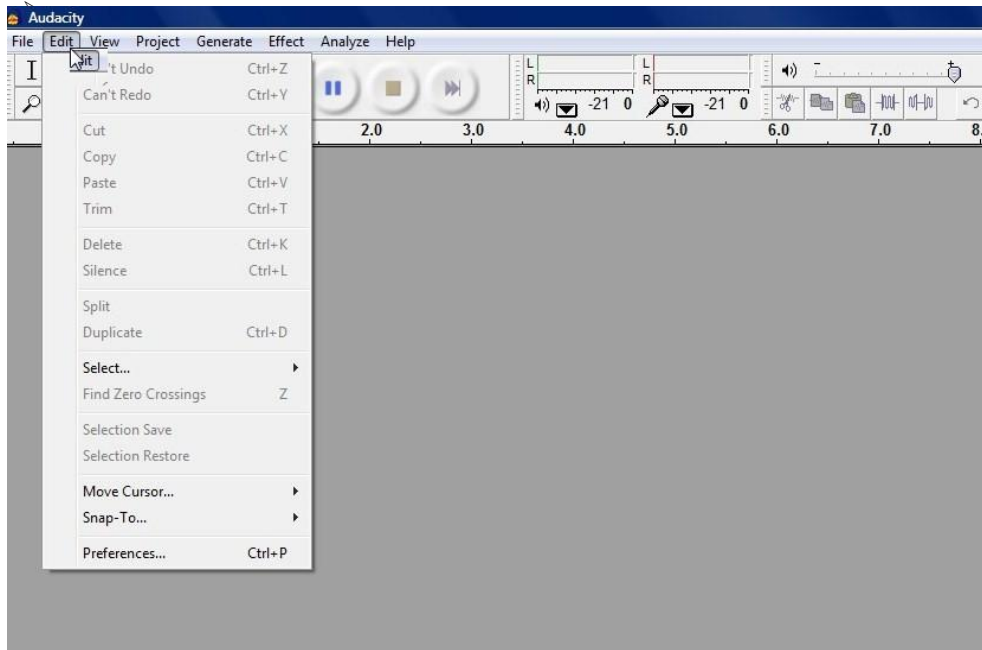 Audacity
File Edit View Project Generate Effect Analyze Help
Can't Undo Ctrl+Z
Can't Redo Ctrl+Y
Cut Ctrl+X
Copy Ctrl+C
Paste Ctrl+V
Trim Ctrl+T
Delete Ctrl+K
Silence Ctrl+L
Split
Duplicate Ctrl+D
Select...
Find Zero Crossings Z
Selection Save
Selection Restore
Move Cursor...
Snap-To...
Preferences... Ctrl+P
L
R
-21 0
L
R
-21 0
2.0 3.0 4.0 5.0 6.0 7.0 8.